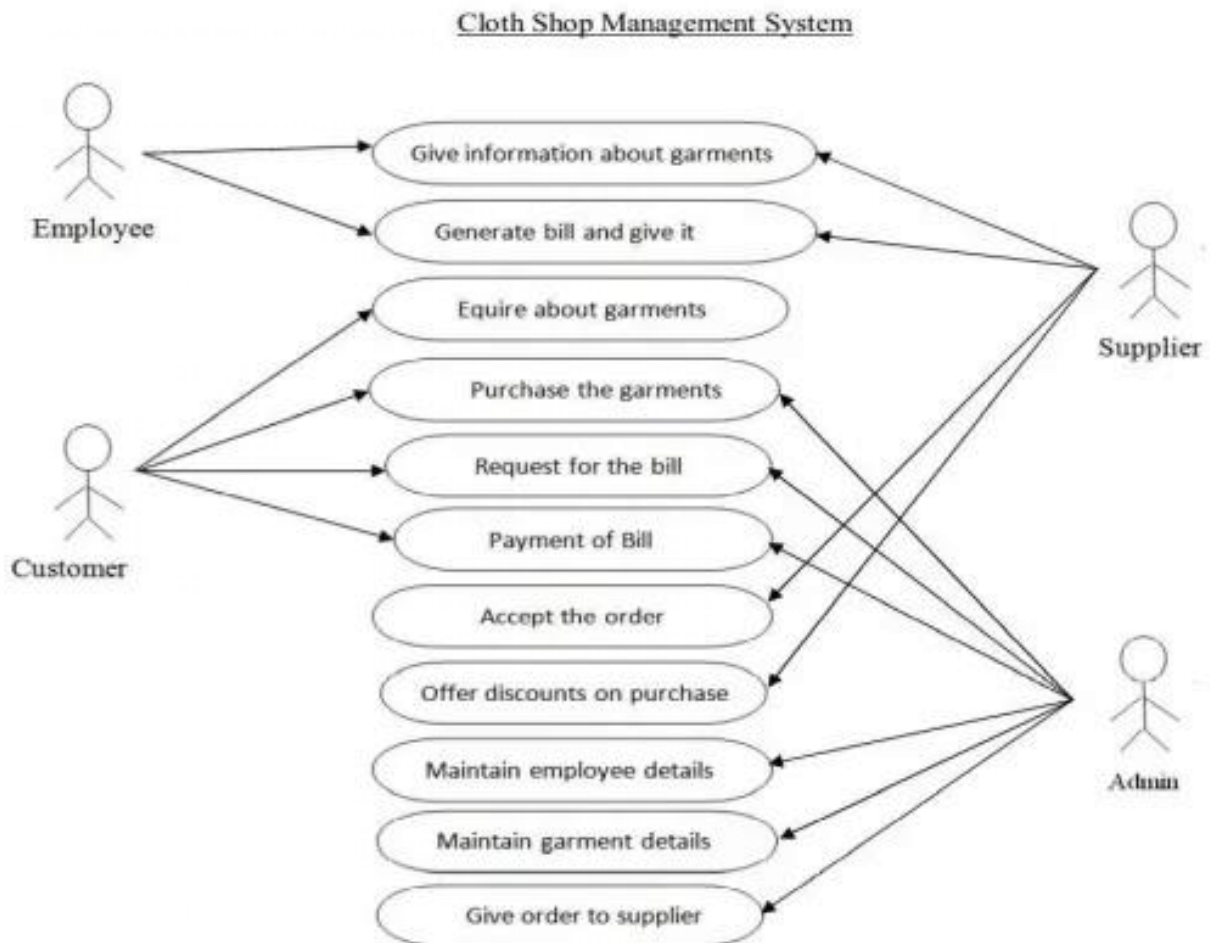 Cloth Shop Management System
Give information about garments
Employee
Generate bill and give it
Equire about garments
Supplier
Purchase the garments
Request for the bill
Customer
Payment of Bill
Accept the order
Offer discounts on purchase
Maintain employee details
Admin
Maintain garment details
Give order to supplier